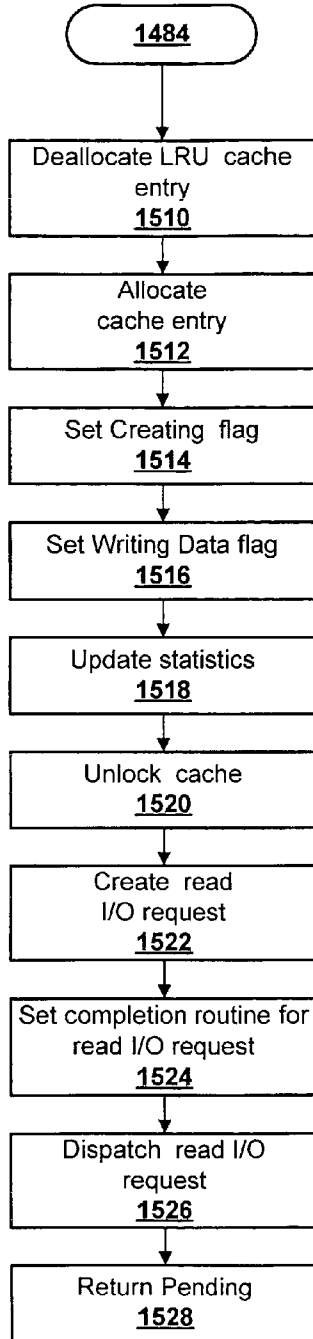 1484
Deallocate LRU cache
entry
1510
Allocate
cache entry
1512
Set Creating flag
1514
Set Writing Data flag
1516
Update statistics
1518
Unlock cache
1520
Create read
I/O request
1522
Set completion routine for
read I/O request
1524
Dispatch read I/O
request
1526
Return Pending
1528